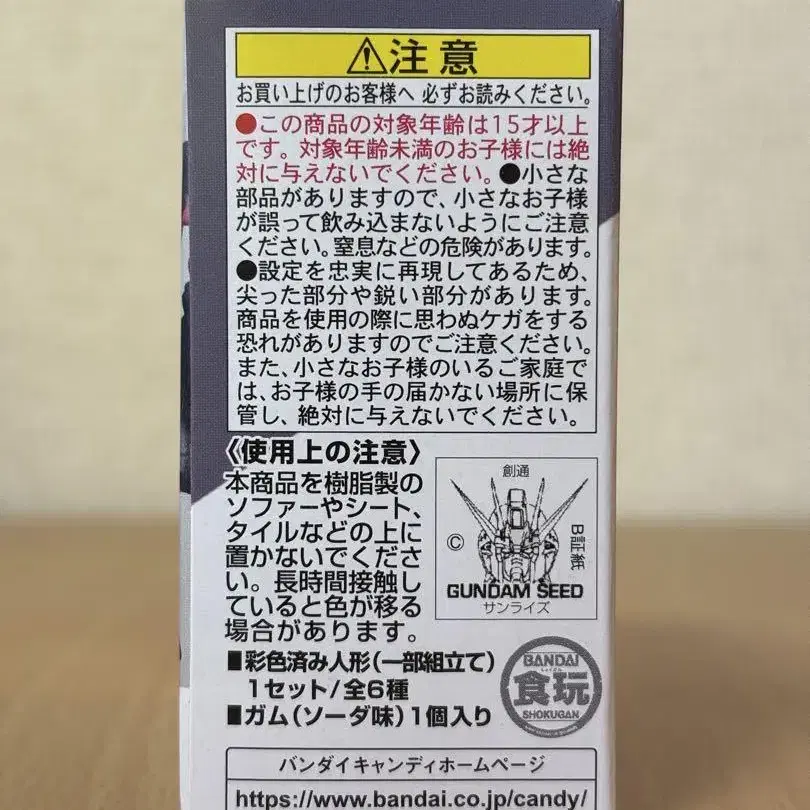 ⚠注意
お買い上げのお客様へ 必ずお読みください。
●この商品の対象年齢は15才以上
です。対象年齢未満のお子様には絶
対に与えないでください。●小さな
部品がありますので、小さなお子様
が誤って飲み込まないようにご注意
ください。窒息などの危険があります。
●設定を忠実に再現してあるため、
尖った部分や鋭い部分があります。
商品を使用の際に思わぬケガをする
恐れがありますのでご注意ください。
また、小さなお子様のいるご家庭で
は、お子様の手の届かない場所に保
管し、絶対に与えないでください。
〈使用上の注意〉
本商品を樹脂製の
ソファーやシート、
タイルなどの上に
置かないでくださ
い。長時間接触し
ていると色が移る
場合があります。
創通
©
B証紙
GUNDAM SEED
サンライズ
■彩色済み人形（一部組立て）
1セット/全6種
■ガム（ソーダ味）1個入り
BANDAI
しょくがん
食玩
SHOKUGAN
バンダイキャンディホームページ
https://www.bandai.co.jp/candy/